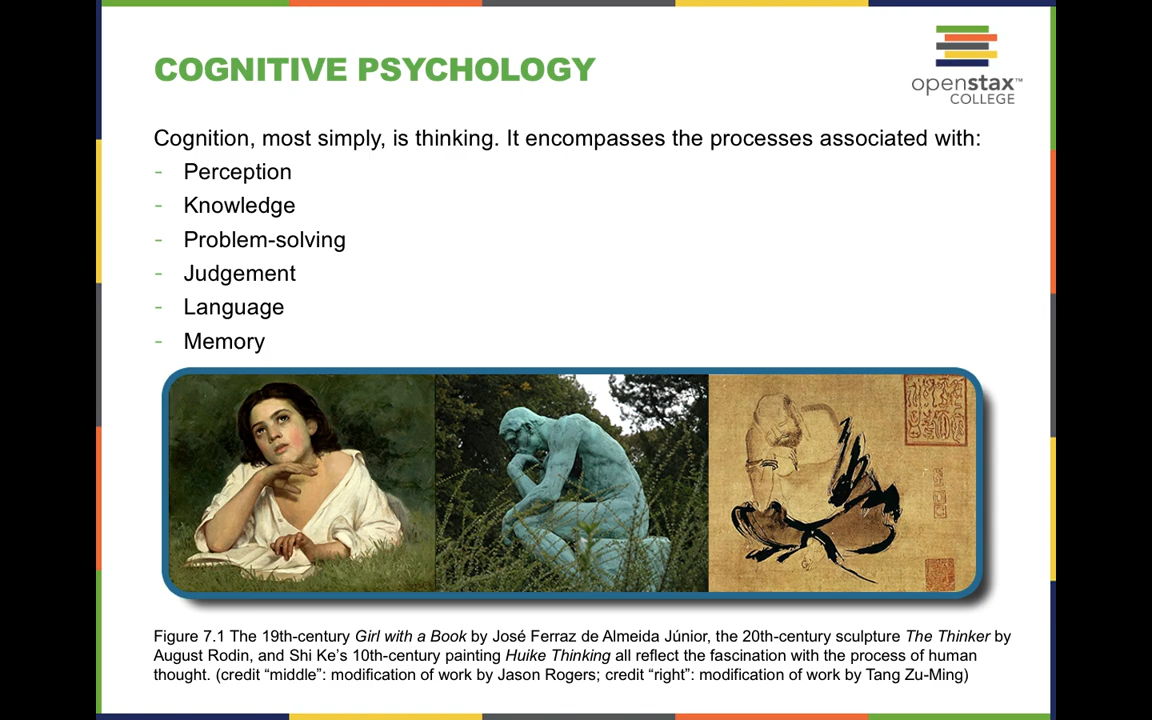 COGNITIVE PSYCHOLOGY
openstax™
COLLEGE
Cognition, most simply, is thinking. It encompasses the processes associated with:
- Perception
- Knowledge
- Problem-solving
- Judgement
- Language
- Memory
Figure 7.1 The 19th-century Girl with a Book by José Ferraz de Almeida Júnior, the 20th-century sculpture The Thinker by
August Rodin, and Shi Ke’s 10th-century painting Huike Thinking all reflect the fascination with the process of human
thought. (credit “middle”: modification of work by Jason Rogers; credit “right”: modification of work by Tang Zu-Ming)